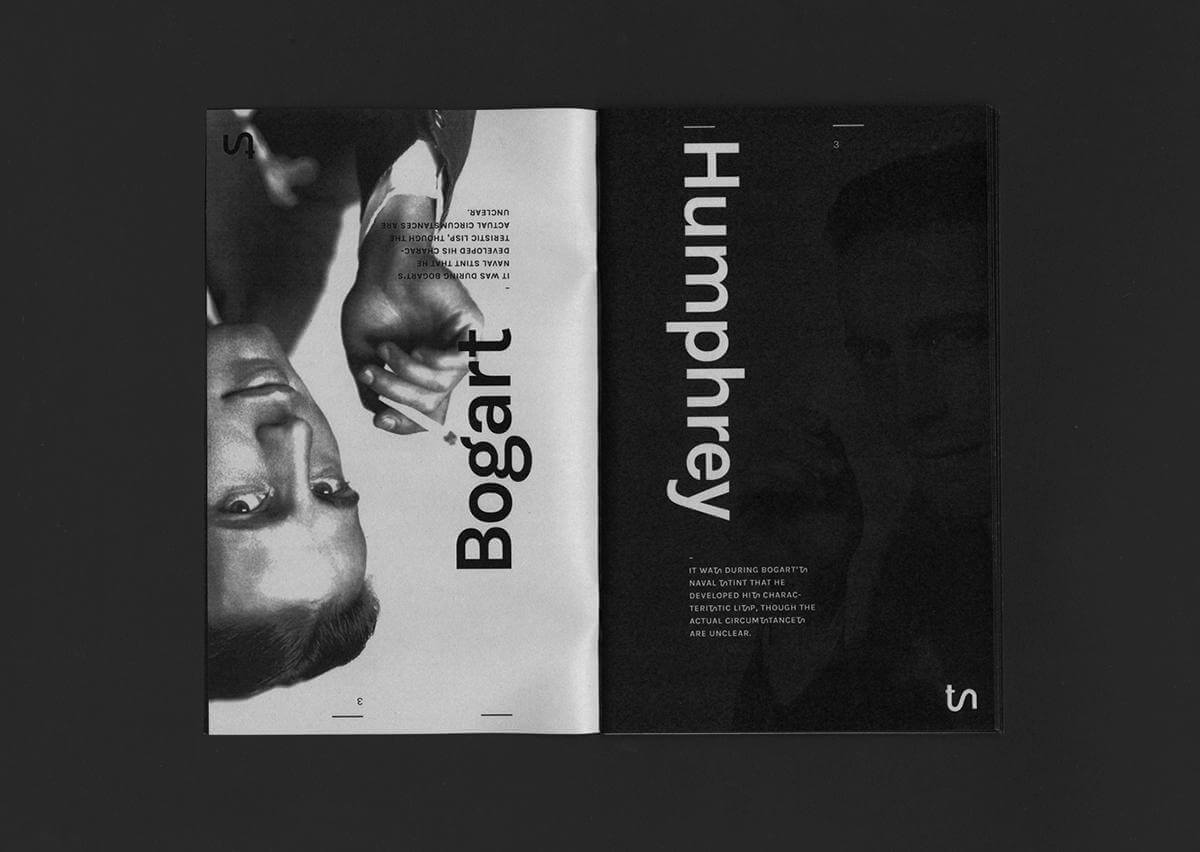 Bogart
–
IT WAS DURING BOGART'S
NAVAL STINT THAT HE
DEVELOPED HIS CHARAC-
TERISTIC LISP, THOUGH THE
ACTUAL CIRCUMSTANCES ARE
UNCLEAR.
3
Humphrey
3
–
IT WAS DURING BOGART'S
NAVAL STINT THAT HE
DEVELOPED HIS CHARAC-
TERISTIC LISP, THOUGH THE
ACTUAL CIRCUMSTANCES
ARE UNCLEAR.